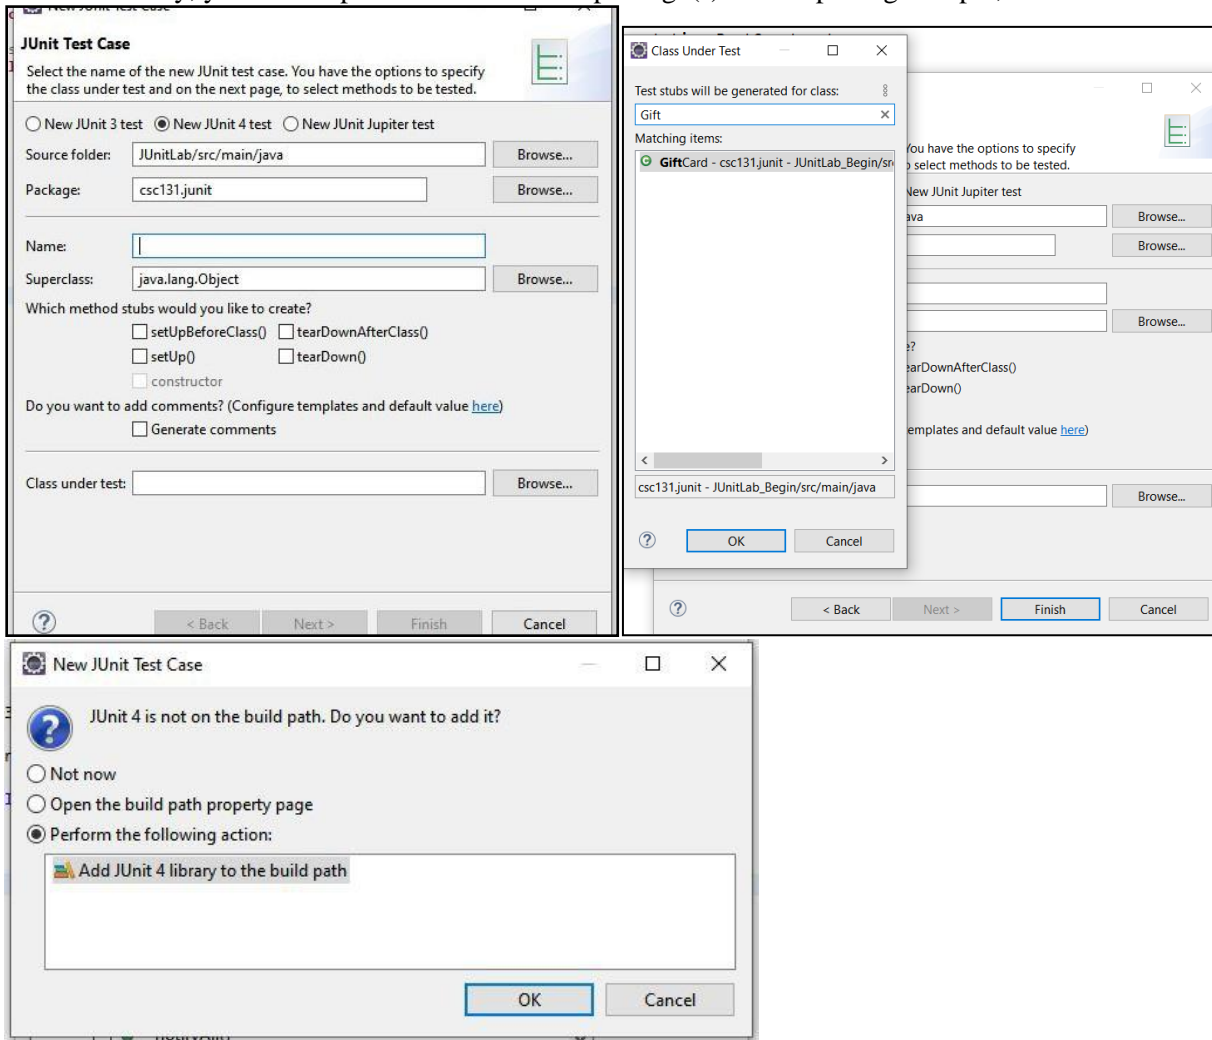 New JUnit Test Case
JUnit Test Case
Select the name of the new JUnit test case. You have the options to specify
the class under test and on the next page, to select methods to be tested.
New JUnit 3 test New JUnit 4 test New JUnit Jupiter test
Source folder: JUnitLab/src/main/java Browse...
Package: csc131.junit Browse...
Name:
Superclass: java.lang.Object Browse...
Which method stubs would you like to create?
setUpBeforeClass() tearDownAfterClass()
setUp() tearDown()
constructor
Do you want to add comments? (Configure templates and default value here)
Generate comments
Class under test: Browse...
? < Back Next > Finish Cancel
Class Under Test
Test stubs will be generated for class:
Gift
Matching items:
GiftCard - csc131.junit - JUnitLab_Begin/sr
csc131.junit - JUnitLab_Begin/src/main/java
? OK Cancel
You have the options to specify
o select methods to be tested.
New JUnit Jupiter test
ava Browse...
Browse...
Browse...
e?
earDownAfterClass()
earDown()
emplates and default value here)
Browse...
? < Back Next > Finish Cancel
New JUnit Test Case
JUnit 4 is not on the build path. Do you want to add it?
Not now
Open the build path property page
Perform the following action:
Add JUnit 4 library to the build path
OK Cancel